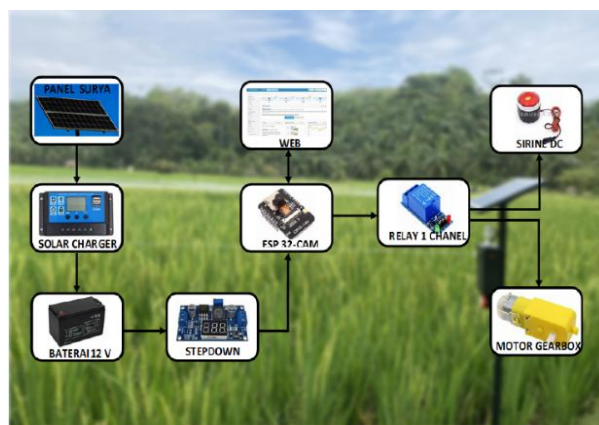 PANEL SURYA
WEB
SIRINE DC
SOLAR CHARGER
ESP 32-CAM
RELAY 1 CHANEL
BATERAI 12 V
STEPDOWN
MOTOR GEARBOX